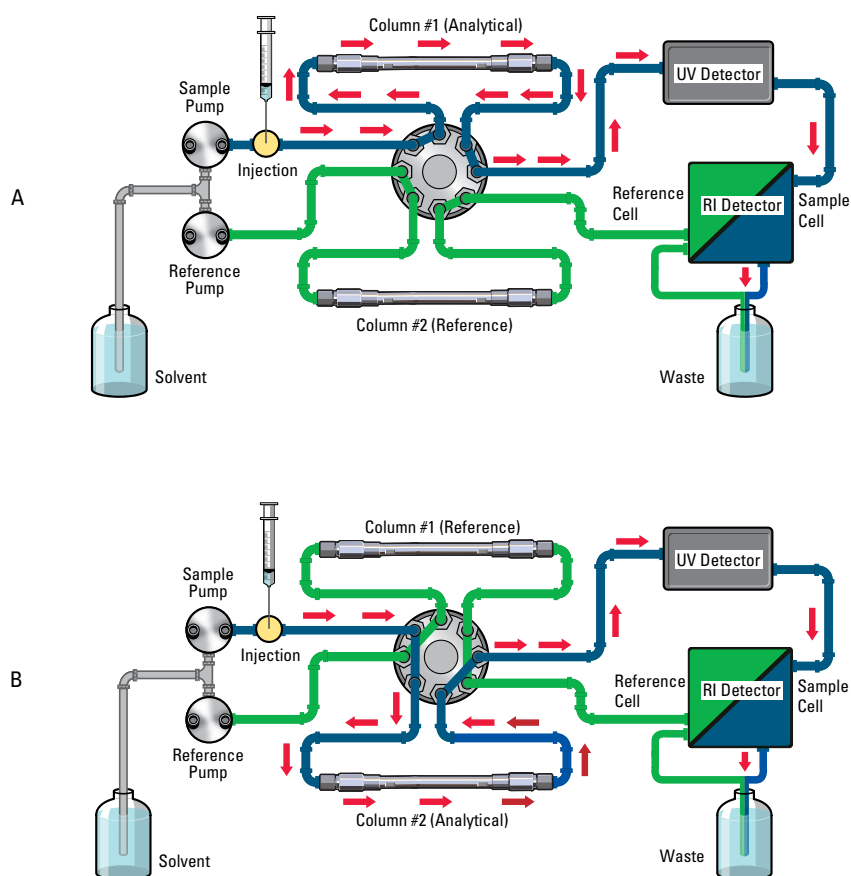 Column #1 (Analytical)
Sample
Pump
UV Detector
Injection
A
Reference
Cell
RI Detector
Sample
Cell
Reference
Pump
Column #2 (Reference)
Solvent
Waste
Column #1 (Reference)
Sample
Pump
UV Detector
Injection
B
Reference
Cell
RI Detector
Sample
Cell
Reference
Pump
Column #2 (Analytical)
Solvent
Waste